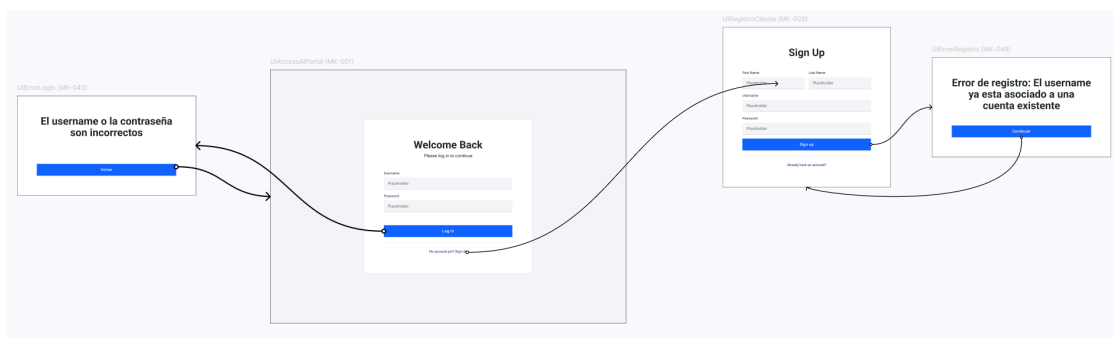 UIErrorLogin (MK-040)
El username o la contraseña
son incorrectos
Volver
UIAccesoAlPortal (MK-001)
Welcome Back
Please log in to continue
Username
Placeholder
Password
Placeholder
Log in
No account yet? Sign up
UIRegistroCliente (MK-002)
Sign Up
First Name
Last Name
Placeholder
Placeholder
Username
Placeholder
Password
Placeholder
Sign up
Already have an account?
UIErrorRegistro (MK-048)
Error de registro: El username
ya esta asociado a una
cuenta existente
Continuar